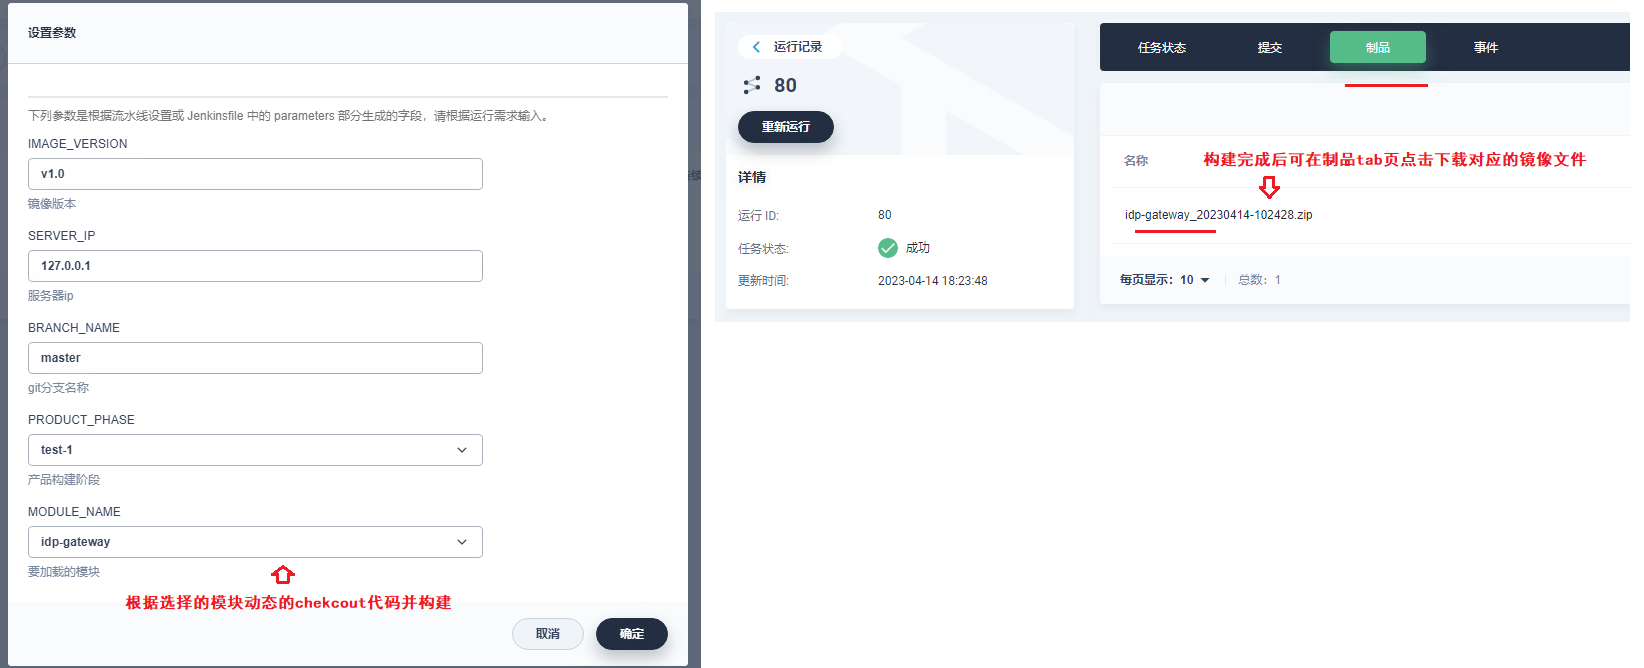 设置参数
下列参数是根据流水线设置或 Jenkinsfile 中的 parameters 部分生成的字段，请根据运行需求输入。
IMAGE_VERSION
v1.0
镜像版本
SERVER_IP
127.0.0.1
服务器ip
BRANCH_NAME
master
git分支名称
PRODUCT_PHASE
test-1
产品构建阶段
MODULE_NAME
idp-gateway
要加载的模块
根据选择的模块动态的chekcout代码并构建
取消
确定
运行记录
80
重新运行
详情
运行 ID:
80
任务状态:
成功
更新时间:
2023-04-14 18:23:48
任务状态
提交
制品
事件
名称
构建完成后可在制品tab页点击下载对应的镜像文件
idp-gateway_20230414-102428.zip
每页显示：10
总数：1